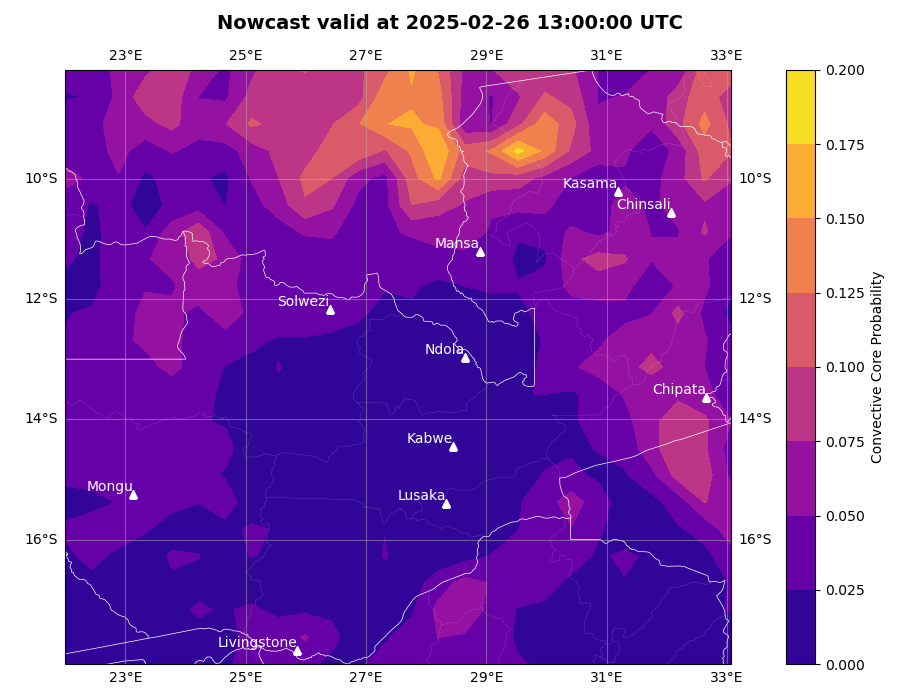 Nowcast valid at 2025-02-26 13:00:00 UTC
23°E 25°E 27°E 29°E 31°E 33°E
0.200
0.175
10°S Kasama 10°S
Chinsali
0.150
Mansa
12°S Solwezi 12°S
0.125
Ndola
0.100
Chipata
14°S 14°S
Kabwe
0.075
Mongu
Lusaka
0.050
16°S 16°S
0.025
Livingstone
0.000
23°E 25°E 27°E 29°E 31°E 33°E
Convective Core Probability